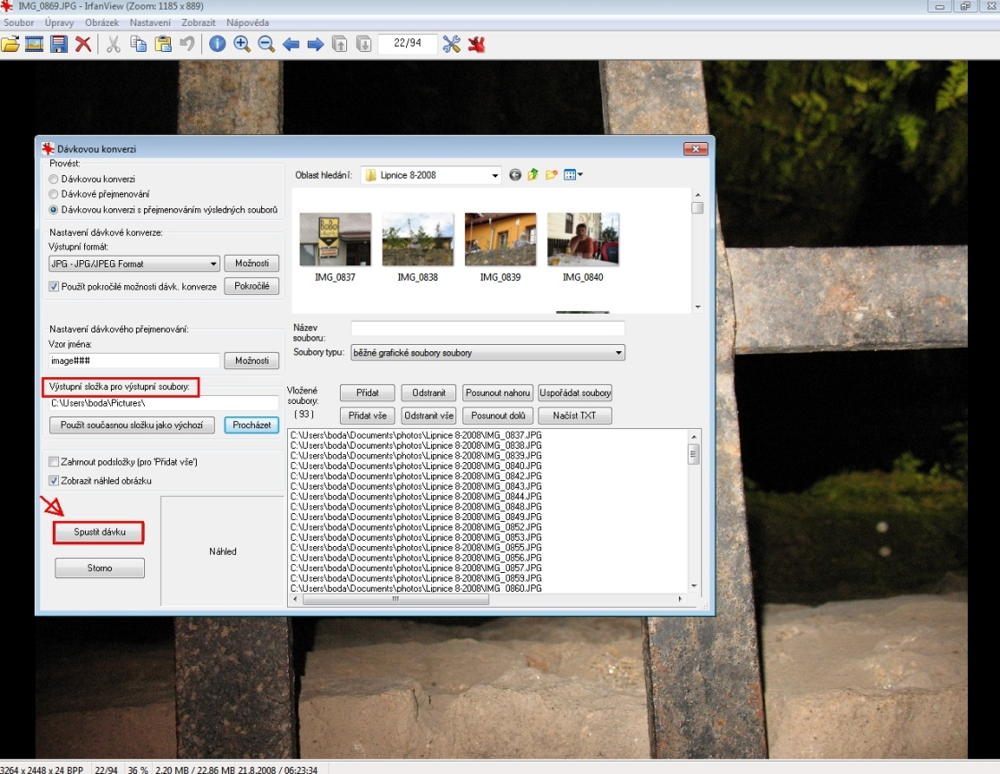 IMG_0869.JPG - IrfanView (Zoom: 1185 x 889)
Soubor Úpravy Obrázek Nastavení Zobrazit Nápověda
22/94
Dávkovou konverzi
Provést:
Dávkovou konverzi
Dávkové přejmenování
Dávkovou konverzi s přejmenováním výsledných souborů
Nastavení dávkové konverze:
Výstupní formát:
JPG - JPG/JPEG Format Možnosti
Použít pokročilé možnosti dávk. konverze Pokročilé
Nastavení dávkového přejmenování:
Vzor jména:
image### Možnosti
Výstupní složka pro výstupní soubory:
C:\Users\boda\Pictures\
Použít současnou složku jako výchozí Procházet
Zahrnout podsložky (pro 'Přidat vše')
Zobrazit náhled obrázku
Spustit dávku
Storno
Náhled
Oblast hledání: Lipnice 8-2008
IMG_0837 IMG_0838 IMG_0839 IMG_0840
Název
souboru:
Soubory typu: běžné grafické soubory soubory
Vložené
soubory:
( 93 )
Přidat Odstranit Posunout nahoru Uspořádat soubory
Přidat vše Odstranit vše Posunout dolů Načíst TXT
C:\Users\boda\Documents\photos\Lipnice 8-2008\IMG_0837.JPG
C:\Users\boda\Documents\photos\Lipnice 8-2008\IMG_0838.JPG
C:\Users\boda\Documents\photos\Lipnice 8-2008\IMG_0839.JPG
C:\Users\boda\Documents\photos\Lipnice 8-2008\IMG_0840.JPG
C:\Users\boda\Documents\photos\Lipnice 8-2008\IMG_0842.JPG
C:\Users\boda\Documents\photos\Lipnice 8-2008\IMG_0843.JPG
C:\Users\boda\Documents\photos\Lipnice 8-2008\IMG_0844.JPG
C:\Users\boda\Documents\photos\Lipnice 8-2008\IMG_0848.JPG
C:\Users\boda\Documents\photos\Lipnice 8-2008\IMG_0849.JPG
C:\Users\boda\Documents\photos\Lipnice 8-2008\IMG_0852.JPG
C:\Users\boda\Documents\photos\Lipnice 8-2008\IMG_0853.JPG
C:\Users\boda\Documents\photos\Lipnice 8-2008\IMG_0855.JPG
C:\Users\boda\Documents\photos\Lipnice 8-2008\IMG_0856.JPG
C:\Users\boda\Documents\photos\Lipnice 8-2008\IMG_0857.JPG
C:\Users\boda\Documents\photos\Lipnice 8-2008\IMG_0859.JPG
C:\Users\boda\Documents\photos\Lipnice 8-2008\IMG_0860.JPG
3264 x 2448 x 24 BPP 22/94 36 % 2.20 MB / 22.86 MB 21.8.2008 / 06:23:34